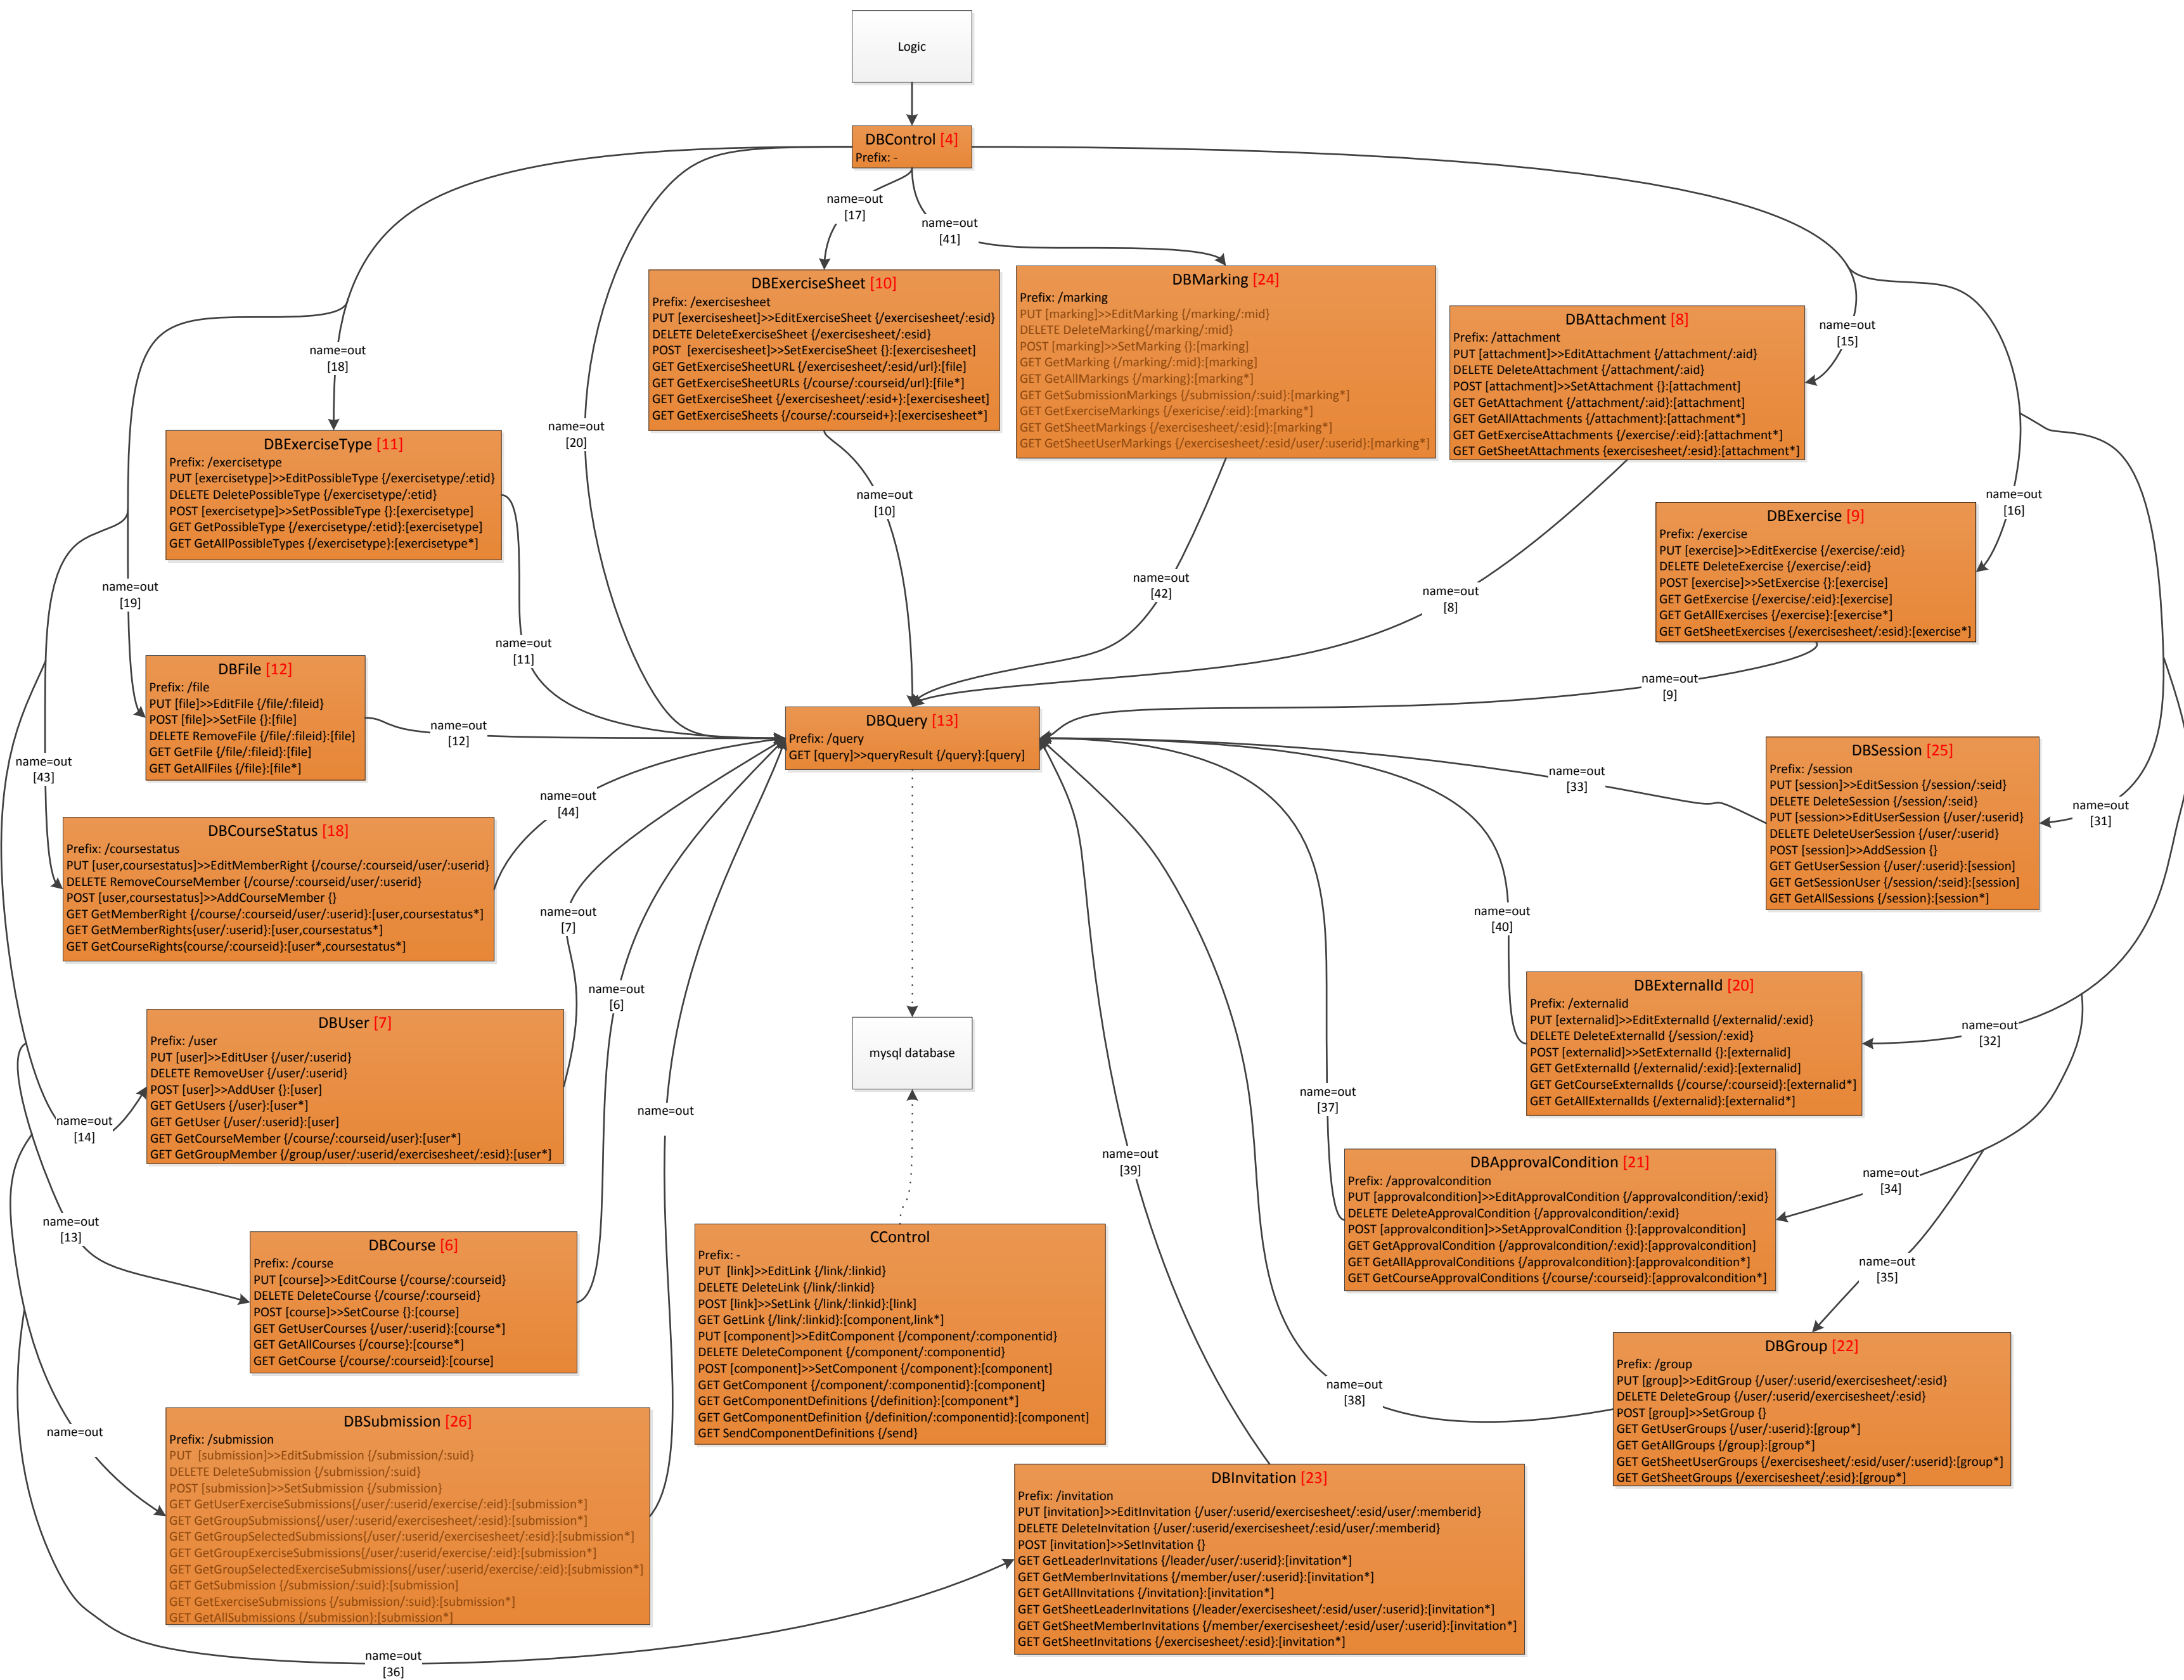 Logic
DBControl [4]
Prefix: -
name=out
[17]
name=out
[41]
name=out
[15]
name=out
[18]
name=out
[20]
name=out
[16]
DBExerciseSheet [10]
Prefix: /exercisesheet
PUT [exercisesheet]>>EditExerciseSheet {/exercisesheet/:esid}
DELETE DeleteExerciseSheet {/exercisesheet/:esid}
POST  [exercisesheet]>>SetExerciseSheet {}:[exercisesheet]
GET GetExerciseSheetURL {/exercisesheet/:esid/url}:[file]
GET GetExerciseSheetURLs {/course/:courseid/url}:[file*]
GET GetExerciseSheet {/exercisesheet/:esid+}:[exercisesheet]
GET GetExerciseSheets {/course/:courseid+}:[exercisesheet*]
DBMarking [24]
Prefix: /marking
PUT [marking]>>EditMarking {/marking/:mid}
DELETE DeleteMarking{/marking/:mid}
POST [marking]>>SetMarking {}:[marking]
GET GetMarking {/marking/:mid}:[marking]
GET GetAllMarkings {/marking}:[marking*]
GET GetSubmissionMarkings {/submission/:suid}:[marking*]
GET GetExerciseMarkings {/exericise/:eid}:[marking*]
GET GetSheetMarkings {/exercisesheet/:esid}:[marking*]
GET GetSheetUserMarkings {/exercisesheet/:esid/user/:userid}:[marking*]
DBAttachment [8]
Prefix: /attachment
PUT [attachment]>>EditAttachment {/attachment/:aid}
DELETE DeleteAttachment {/attachment/:aid}
POST [attachment]>>SetAttachment {}:[attachment]
GET GetAttachment {/attachment/:aid}:[attachment]
GET GetAllAttachments {/attachment}:[attachment*]
GET GetExerciseAttachments {/exercise/:eid}:[attachment*]
GET GetSheetAttachments {exercisesheet/:esid}:[attachment*]
DBExerciseType [11]
Prefix: /exercisetype
PUT [exercisetype]>>EditPossibleType {/exercisetype/:etid}
DELETE DeletePossibleType {/exercisetype/:etid}
POST [exercisetype]>>SetPossibleType {}:[exercisetype]
GET GetPossibleType {/exercisetype/:etid}:[exercisetype]
GET GetAllPossibleTypes {/exercisetype}:[exercisetype*]
DBExercise [9]
Prefix: /exercise
PUT [exercise]>>EditExercise {/exercise/:eid}
DELETE DeleteExercise {/exercise/:eid}
POST [exercise]>>SetExercise {}:[exercise]
GET GetExercise {/exercise/:eid}:[exercise]
GET GetAllExercises {/exercise}:[exercise*]
GET GetSheetExercises {/exercisesheet/:esid}:[exercise*]
name=out
[10]
name=out
[42]
name=out
[8]
name=out
[19]
name=out
[11]
name=out
[9]
DBFile [12]
Prefix: /file
PUT [file]>>EditFile {/file/:fileid}
POST [file]>>SetFile {}:[file]
DELETE RemoveFile {/file/:fileid}:[file]
GET GetFile {/file/:fileid}:[file]
GET GetAllFiles {/file}:[file*]
name=out
[12]
DBQuery [13]
Prefix: /query
GET [query]>>queryResult {/query}:[query]
name=out
[43]
name=out
[44]
name=out
[33]
DBSession [25]
Prefix: /session
PUT [session]>>EditSession {/session/:seid}
DELETE DeleteSession {/session/:seid}
PUT [session>>EditUserSession {/user/:userid}
DELETE DeleteUserSession {/user/:userid}
POST [session]>>AddSession {}
GET GetUserSession {/user/:userid}:[session]
GET GetSessionUser {/session/:seid}:[session]
GET GetAllSessions {/session}:[session*]
name=out
[31]
DBCourseStatus [18]
Prefix: /coursestatus
PUT [user,coursestatus]>>EditMemberRight {/course/:courseid/user/:userid}
DELETE RemoveCourseMember {/course/:courseid/user/:userid}
POST [user,coursestatus]>>AddCourseMember {}
GET GetMemberRight {/course/:courseid/user/:userid}:[user,coursestatus*]
GET GetMemberRights{user/:userid}:[user,coursestatus*]
GET GetCourseRights{course/:courseid}:[user*,coursestatus*]
name=out
[7]
name=out
[40]
name=out
[6]
DBExternalId [20]
Prefix: /externalid
PUT [externalid]>>EditExternalId {/externalid/:exid}
DELETE DeleteExternalId {/session/:exid}
POST [externalid]>>SetExternalId {}:[externalid]
GET GetExternalId {/externalid/:exid}:[externalid]
GET GetCourseExternalIds {/course/:courseid}:[externalid*]
GET GetAllExternalIds {/externalid}:[externalid*]
name=out
[32]
DBUser [7]
Prefix: /user
PUT [user]>>EditUser {/user/:userid}
DELETE RemoveUser {/user/:userid}
POST [user]>>AddUser {}:[user]
GET GetUsers {/user}:[user*]
GET GetUser {/user/:userid}:[user]
GET GetCourseMember {/course/:courseid/user}:[user*]
GET GetGroupMember {/group/user/:userid/exercisesheet/:esid}:[user*]
mysql database
name=out
[14]
name=out
name=out
[37]
name=out
[39]
DBApprovalCondition [21]
Prefix: /approvalcondition
PUT [approvalcondition]>>EditApprovalCondition {/approvalcondition/:exid}
DELETE DeleteApprovalCondition {/approvalcondition/:exid}
POST [approvalcondition]>>SetApprovalCondition {}:[approvalcondition]
GET GetApprovalCondition {/approvalcondition/:exid}:[approvalcondition]
GET GetAllApprovalConditions {/approvalcondition}:[approvalcondition*]
GET GetCourseApprovalConditions {/course/:courseid}:[approvalcondition*]
name=out
[34]
name=out
[13]
DBCourse [6]
Prefix: /course
PUT [course]>>EditCourse {/course/:courseid}
DELETE DeleteCourse {/course/:courseid}
POST [course]>>SetCourse {}:[course]
GET GetUserCourses {/user/:userid}:[course*]
GET GetAllCourses {/course}:[course*]
GET GetCourse {/course/:courseid}:[course]
CControl
Prefix: -
PUT  [link]>>EditLink {/link/:linkid}
DELETE DeleteLink {/link/:linkid}
POST [link]>>SetLink {/link/:linkid}:[link]
GET GetLink {/link/:linkid}:[component,link*]
PUT [component]>>EditComponent {/component/:componentid}
DELETE DeleteComponent {/component/:componentid}
POST [component]>>SetComponent {/component}:[component]
GET GetComponent {/component/:componentid}:[component]
GET GetComponentDefinitions {/definition}:[component*]
GET GetComponentDefinition {/definition/:componentid}:[component]
GET SendComponentDefinitions {/send}
name=out
[35]
name=out
[38]
DBGroup [22]
Prefix: /group
PUT [group]>>EditGroup {/user/:userid/exercisesheet/:esid}
DELETE DeleteGroup {/user/:userid/exercisesheet/:esid}
POST [group]>>SetGroup {}
GET GetUserGroups {/user/:userid}:[group*]
GET GetAllGroups {/group}:[group*]
GET GetSheetUserGroups {/exercisesheet/:esid/user/:userid}:[group*]
GET GetSheetGroups {/exercisesheet/:esid}:[group*]
name=out
DBSubmission [26]
Prefix: /submission
PUT  [submission]>>EditSubmission {/submission/:suid}
DELETE DeleteSubmission {/submission/:suid}
POST [submission]>>SetSubmission {/submission}
GET GetUserExerciseSubmissions{/user/:userid/exercise/:eid}:[submission*]
GET GetGroupSubmissions{/user/:userid/exercisesheet/:esid}:[submission*]
GET GetGroupSelectedSubmissions{/user/:userid/exercisesheet/:esid}:[submission*]
GET GetGroupExerciseSubmissions{/user/:userid/exercise/:eid}:[submission*]
GET GetGroupSelectedExerciseSubmissions{/user/:userid/exercise/:eid}:[submission*]
GET GetSubmission {/submission/:suid}:[submission]
GET GetExerciseSubmissions {/submission/:suid}:[submission*]
GET GetAllSubmissions {/submission}:[submission*]
DBInvitation [23]
Prefix: /invitation
PUT [invitation]>>EditInvitation {/user/:userid/exercisesheet/:esid/user/:memberid}
DELETE DeleteInvitation {/user/:userid/exercisesheet/:esid/user/:memberid}
POST [invitation]>>SetInvitation {}
GET GetLeaderInvitations {/leader/user/:userid}:[invitation*]
GET GetMemberInvitations {/member/user/:userid}:[invitation*]
GET GetAllInvitations {/invitation}:[invitation*]
GET GetSheetLeaderInvitations {/leader/exercisesheet/:esid/user/:userid}:[invitation*]
GET GetSheetMemberInvitations {/member/exercisesheet/:esid/user/:userid}:[invitation*]
GET GetSheetInvitations {/exercisesheet/:esid}:[invitation*]
name=out
[36]